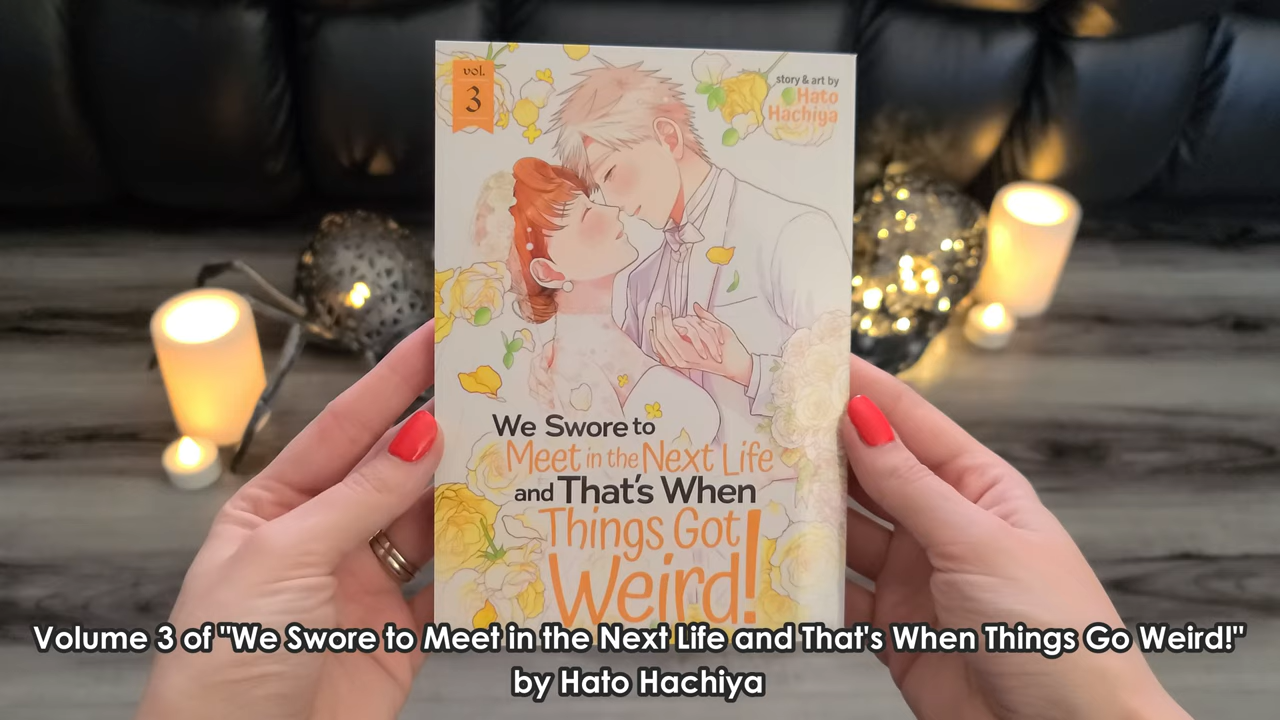 vol.
3
story & art by
Hato
Hachiya
We Swore to
Meet in the Next Life
and That's When
Things Got
Weird!
Volume 3 of "We Swore to Meet in the Next Life and That's When Things Go Weird!"
by Hato Hachiya